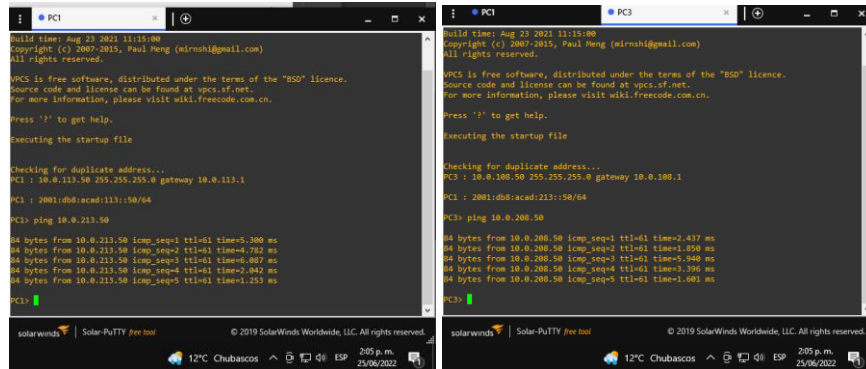 PC1
Build time: Aug 23 2021 11:15:00
Copyright (c) 2007-2015, Paul Meng (mirnshi@gmail.com)
All rights reserved.
VPCS is free software, distributed under the terms of the "BSD" licence.
Source code and license can be found at vpcs.sf.net.
For more information, please visit wiki.freecode.com.cn.
Press '?' to get help.
Executing the startup file
Checking for duplicate address...
PC1 : 10.0.113.50 255.255.255.0 gateway 10.0.113.1
PC1 : 2001:db8:acad:113::50/64
PC1> ping 10.0.213.50
84 bytes from 10.0.213.50 icmp_seq=1 ttl=61 time=5.300 ms
84 bytes from 10.0.213.50 icmp_seq=2 ttl=61 time=4.782 ms
84 bytes from 10.0.213.50 icmp_seq=3 ttl=61 time=6.087 ms
84 bytes from 10.0.213.50 icmp_seq=4 ttl=61 time=2.042 ms
84 bytes from 10.0.213.50 icmp_seq=5 ttl=61 time=1.253 ms
PC1>
solarwinds Solar-PuTTY free tool © 2019 SolarWinds Worldwide, LLC. All rights reserved.
12°C Chubascos ESP 2:05 p. m.
25/06/2022
1
PC1 PC3
Build time: Aug 23 2021 11:15:00
Copyright (c) 2007-2015, Paul Meng (mirnshi@gmail.com)
All rights reserved.
VPCS is free software, distributed under the terms of the "BSD" licence.
Source code and license can be found at vpcs.sf.net.
For more information, please visit wiki.freecode.com.cn.
Press '?' to get help.
Executing the startup file
Checking for duplicate address...
PC3 : 10.0.108.50 255.255.255.0 gateway 10.0.108.1
PC1 : 2001:db8:acad:213::50/64
PC3> ping 10.0.208.50
84 bytes from 10.0.208.50 icmp_seq=1 ttl=61 time=2.437 ms
84 bytes from 10.0.208.50 icmp_seq=2 ttl=61 time=1.850 ms
84 bytes from 10.0.208.50 icmp_seq=3 ttl=61 time=5.940 ms
84 bytes from 10.0.208.50 icmp_seq=4 ttl=61 time=3.396 ms
84 bytes from 10.0.208.50 icmp_seq=5 ttl=61 time=1.601 ms
PC3>
solarwinds Solar-PuTTY free tool © 2019 SolarWinds Worldwide, LLC. All rights reserved.
12°C Chubascos ESP 2:05 p. m.
25/06/2022
1